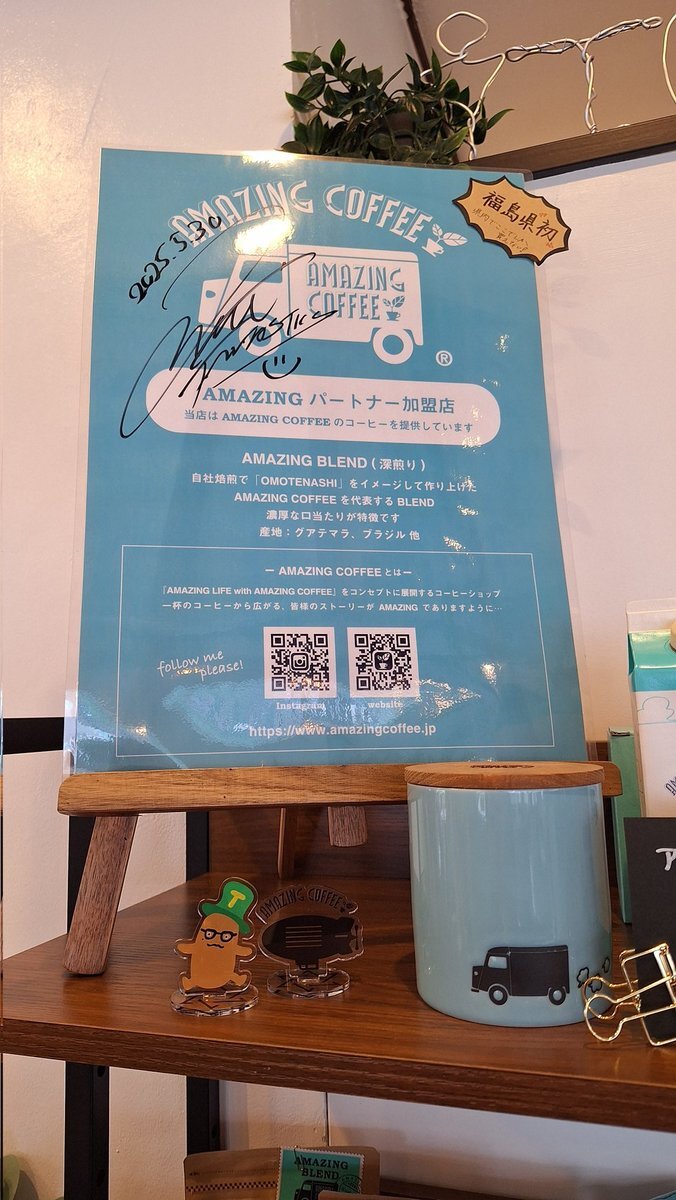 AMAZING COFFEE
福島県初
2025.3.30
AMAZING
COFFEE
®
AMAZING パートナー加盟店
当店は AMAZING COFFEE のコーヒーを提供しています
AMAZING BLEND ( 深煎り )
自社焙煎で「OMOTENASHI」をイメージして作り上げた
AMAZING COFFEE を代表する BLEND
濃厚な口当たりが特徴です
産地：グアテマラ、ブラジル 他
ー AMAZING COFFEE とは ー
『AMAZING LIFE with AMAZING COFFEE』をコンセプトに展開するコーヒーショップ
一杯のコーヒーから広がる、皆様のストーリーが AMAZING でありますように…
follow me
please!
Instagram
website
https://www.amazingcoffee.jp
T
AMAZING COFFEE
AMAZING
BLEND